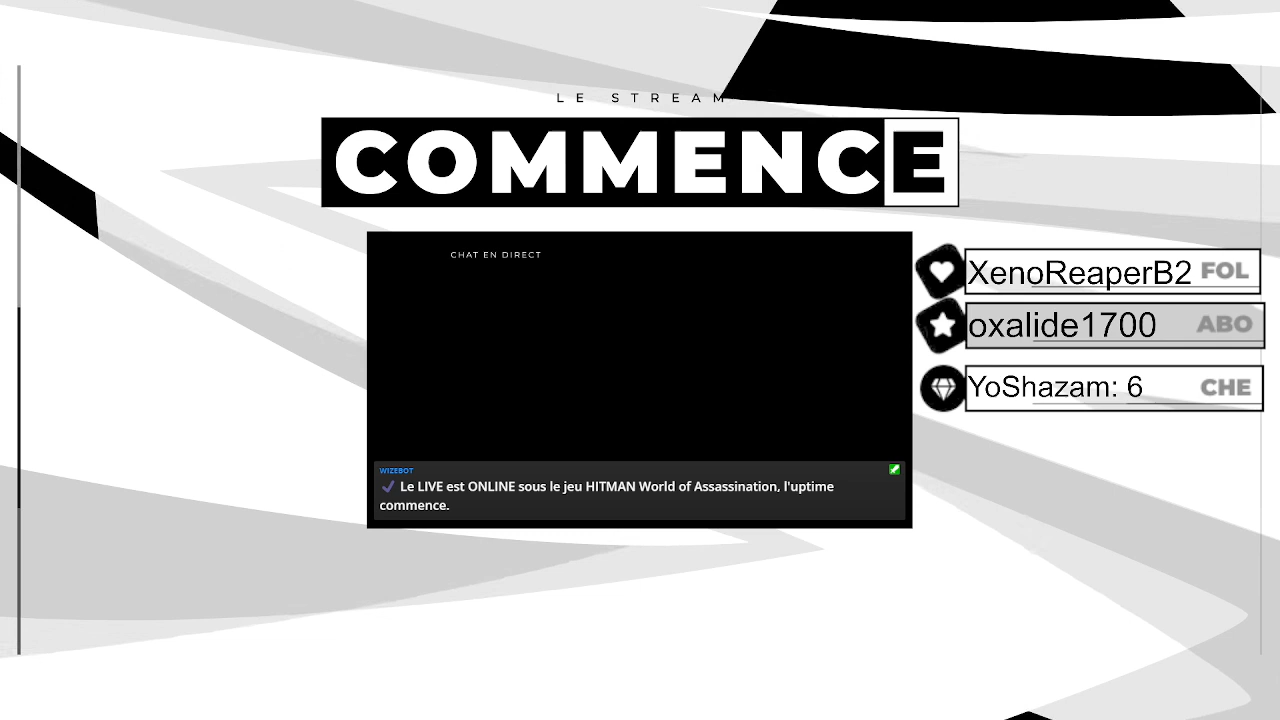 LE STREAM
COMMENCE
CHAT EN DIRECT
XenoReaperB2 FOL
oxalide1700 ABO
YoShazam: 6 CHE
WIZEBOT
Le LIVE est ONLINE sous le jeu HITMAN World of Assassination, l'uptime
commence.